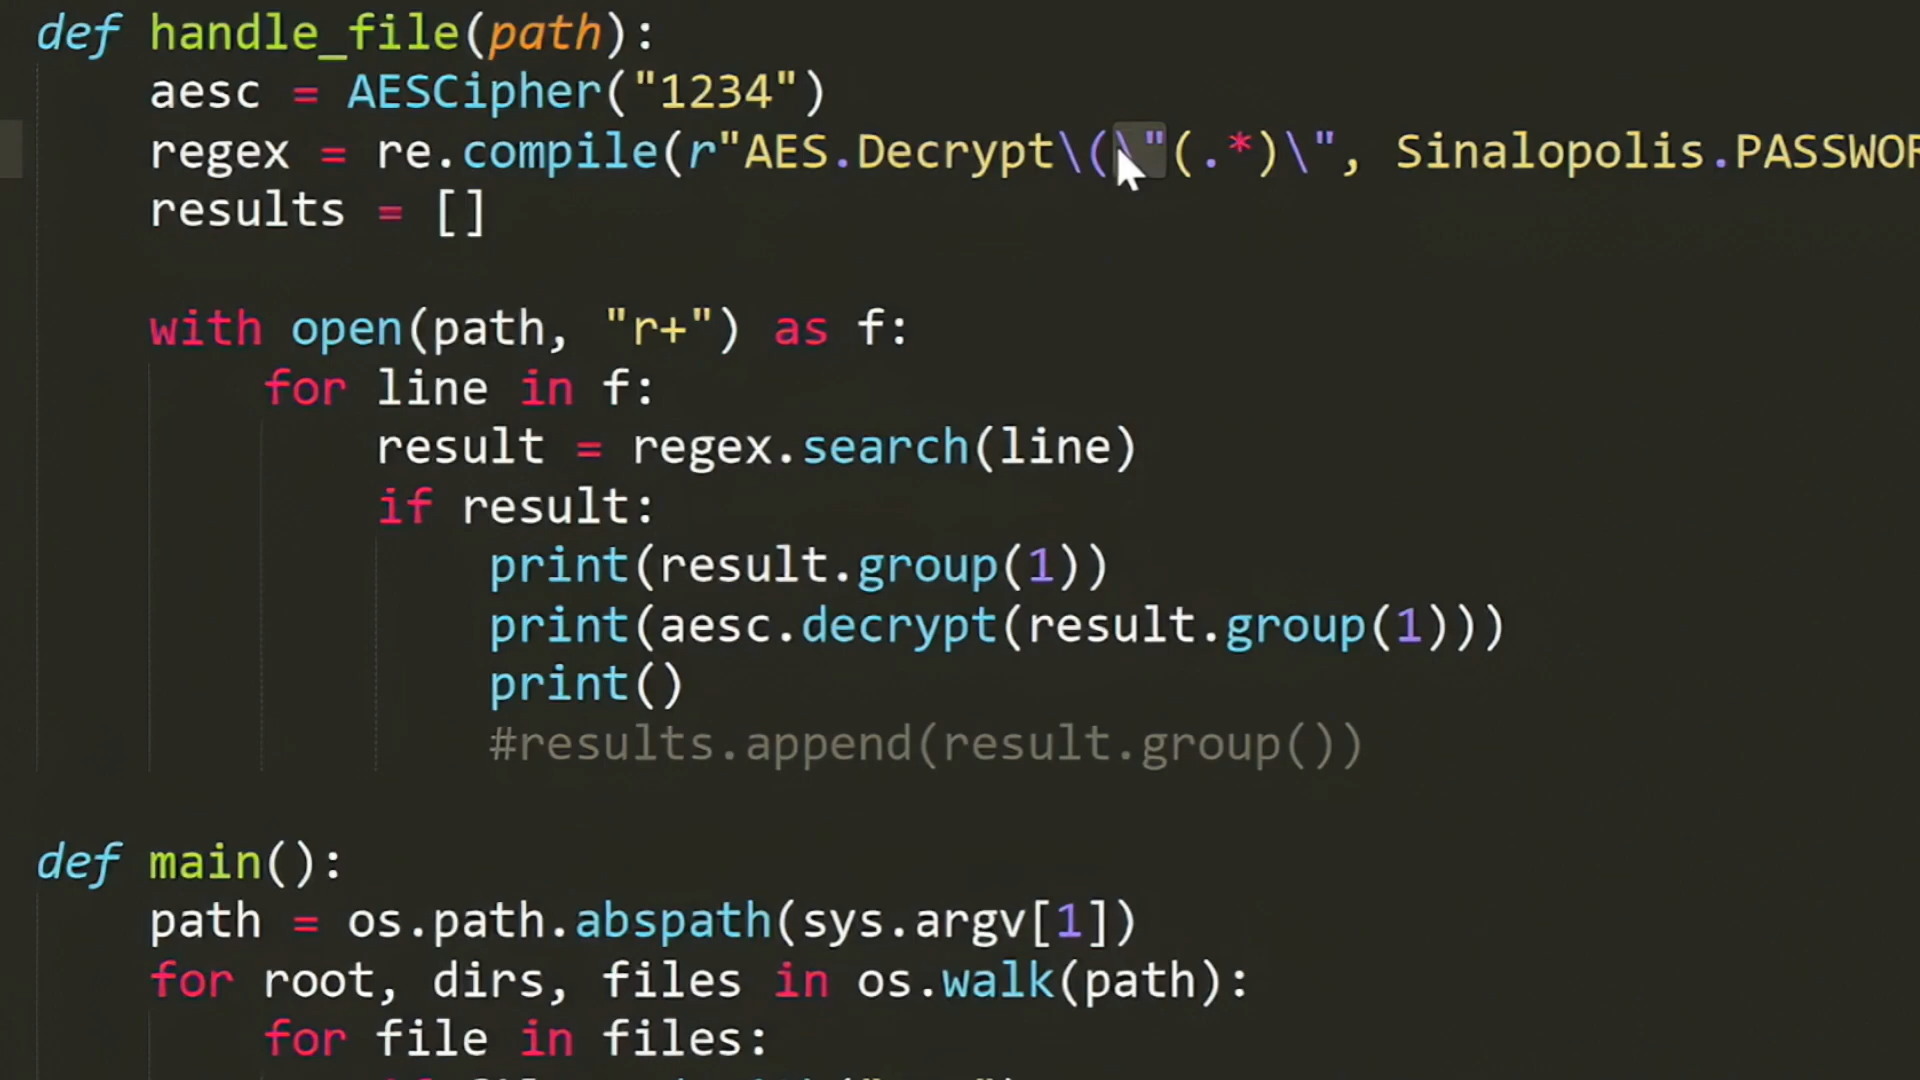 def handle_file(path):
aesc = AESCipher("1234")
regex = re.compile(r"AES.Decrypt\(\"(.*)\", Sinalopolis.PASSWOR
results = []
with open(path, "r+") as f:
for line in f:
result = regex.search(line)
if result:
print(result.group(1))
print(aesc.decrypt(result.group(1)))
print()
#results.append(result.group())
def main():
path = os.path.abspath(sys.argv[1])
for root, dirs, files in os.walk(path):
for file in files: